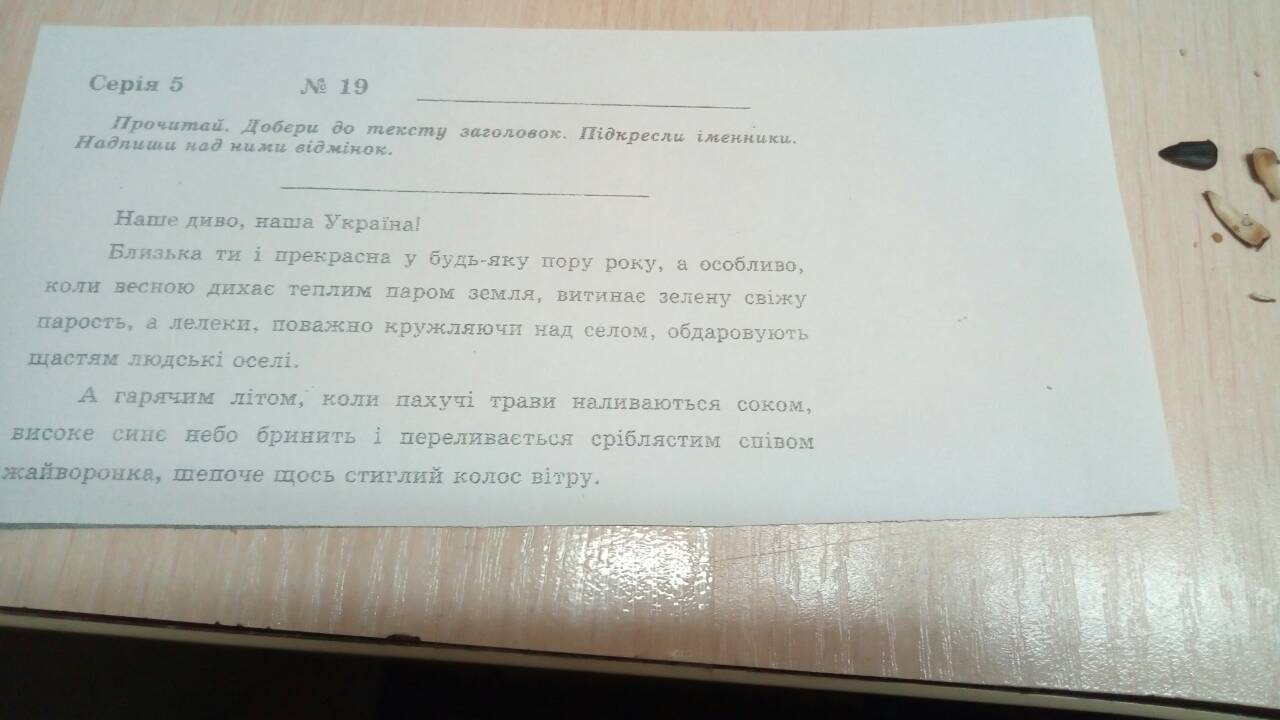 Серія 5 № 19
Прочитай. Добери до тексту заголовок. Підкресли іменники.
Надпиши над ними відмінок.
Наше диво, наша Україна!
Близька ти і прекрасна у будь-яку пору року, а особливо,
коли весною дихає теплим паром земля, витинає зелену свіжу
парость, а лелеки, поважно кружляючи над селом, обдаровують
щастям людські оселі.
А гарячим літом, коли пахучі трави наливаються соком,
високе синє небо бринить і переливається сріблястим співом
жайворонка, шепоче щось стиглий колос вітру.